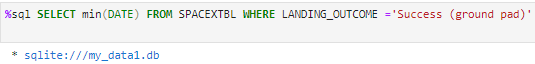 %sql SELECT min(DATE) FROM SPACEXTBL WHERE LANDING_OUTCOME ='Success (ground pad)'
* sqlite:///my_data1.db